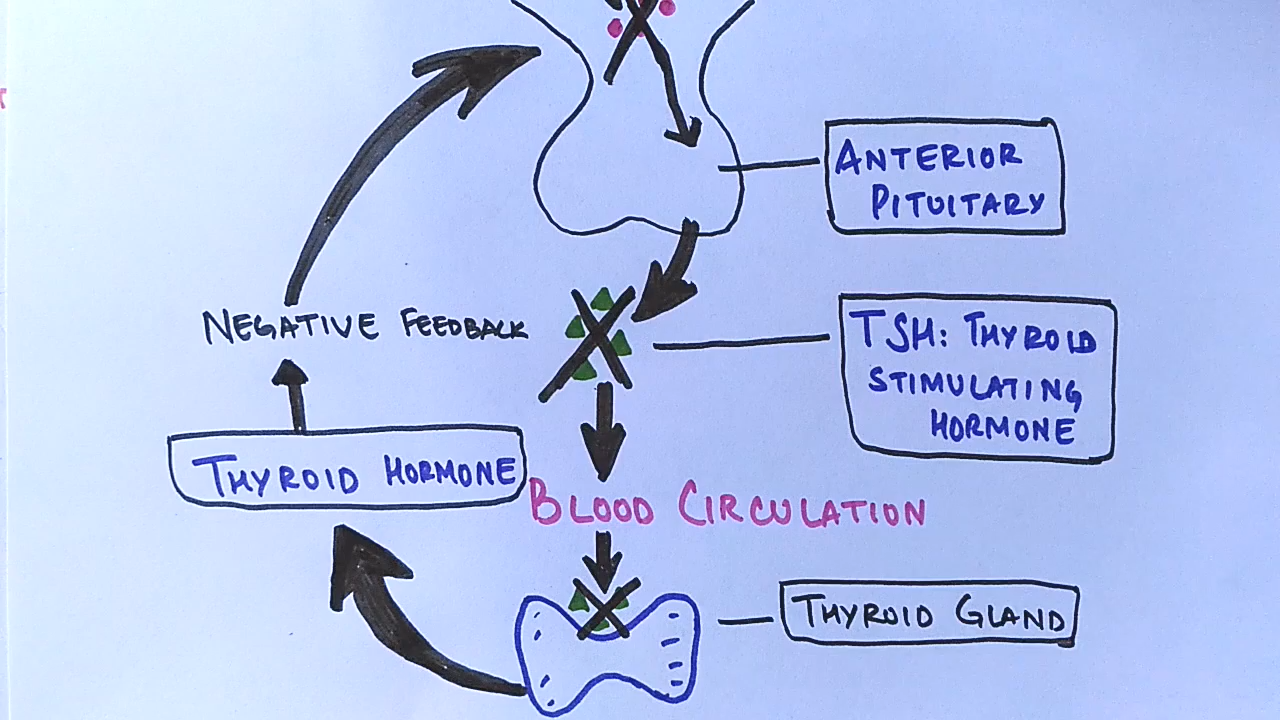 ANTERIOR
PITUITARY
NEGATIVE FEEDBACK
TSH: THYROID
STIMULATING
HORMONE
THYROID HORMONE
BLOOD CIRCULATION
THYROID GLAND